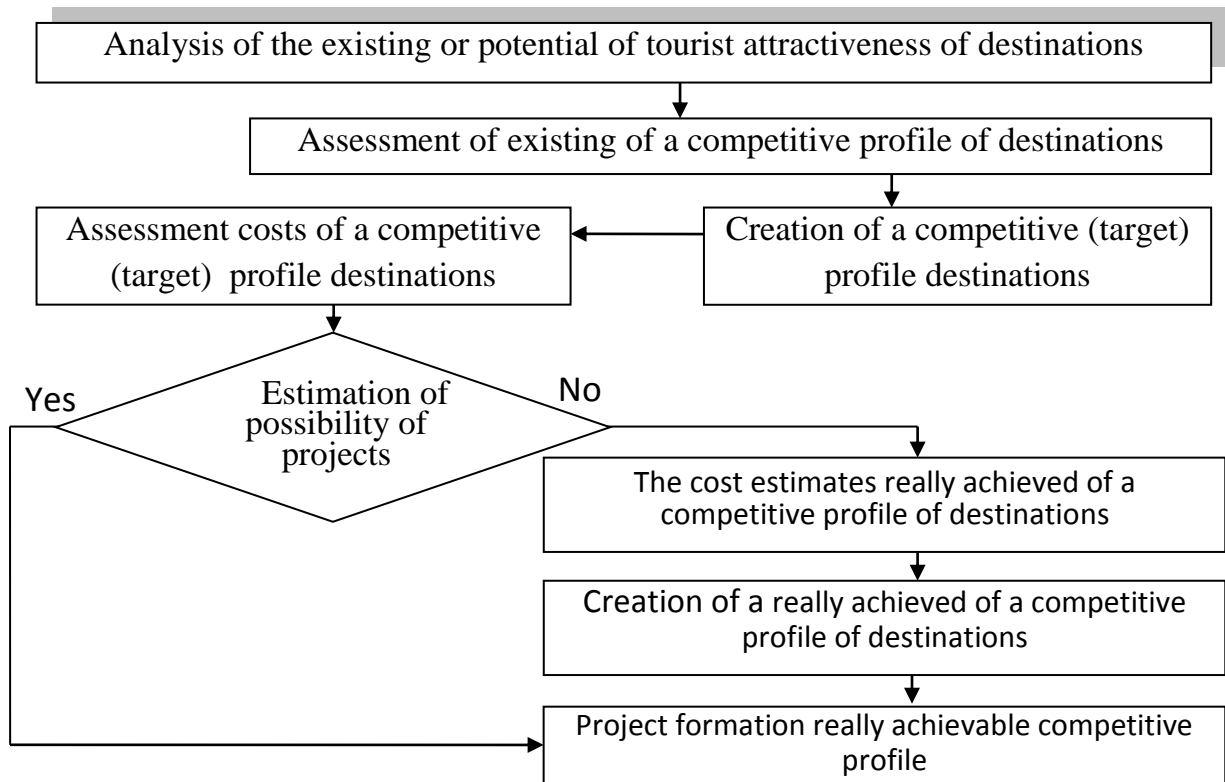 Analysis of the existing or potential of tourist attractiveness of destinations
Assessment of existing of a competitive profile of destinations
Assessment costs of a competitive
(target) profile destinations
Creation of a competitive (target)
profile destinations
Yes
Estimation of
possibility of
projects
No
The cost estimates really achieved of a
competitive profile of destinations
Creation of a really achieved of a competitive
profile of destinations
Project formation really achievable competitive
profile